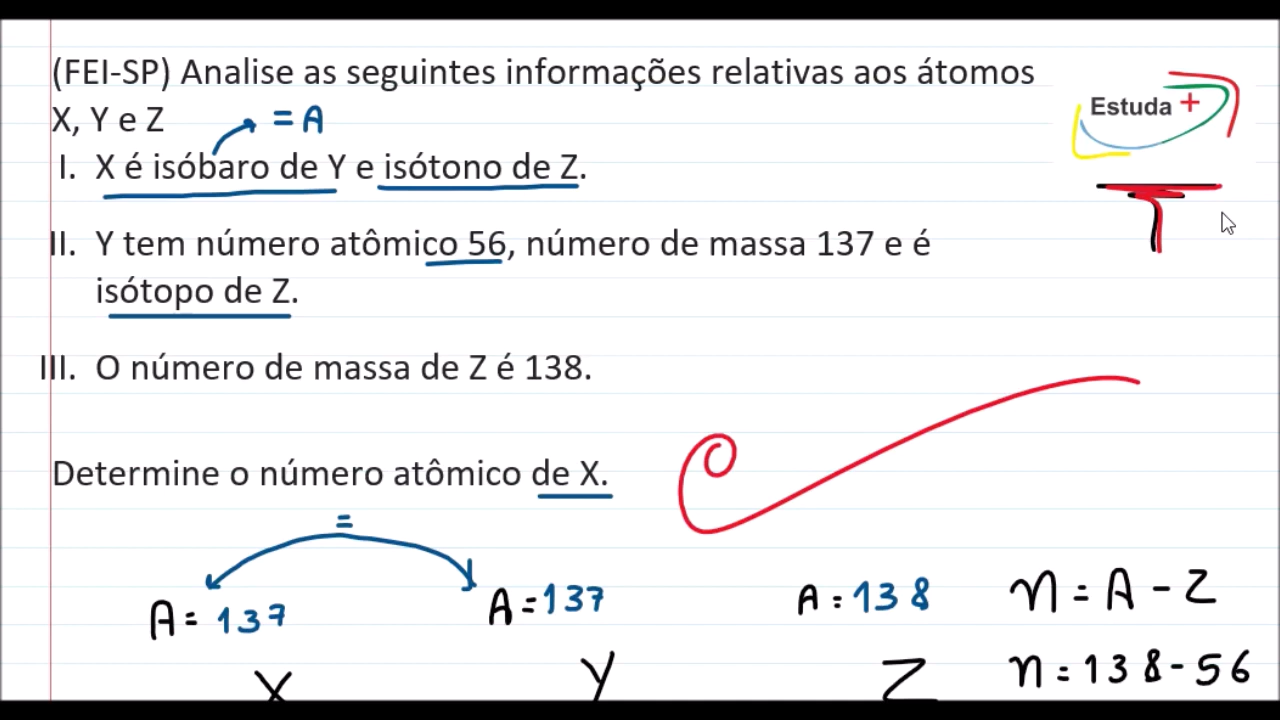 (FEI-SP) Analise as seguintes informações relativas aos átomos
X, Y e Z = A
I. X é isóbaro de Y e isótono de Z.
II. Y tem número atômico 56, número de massa 137 e é
isótopo de Z.
III. O número de massa de Z é 138.
Determine o número atômico de X.
=
A = 137 A = 137 A = 138 n = A - Z
X Y Z n = 138 - 56
Estuda +
T